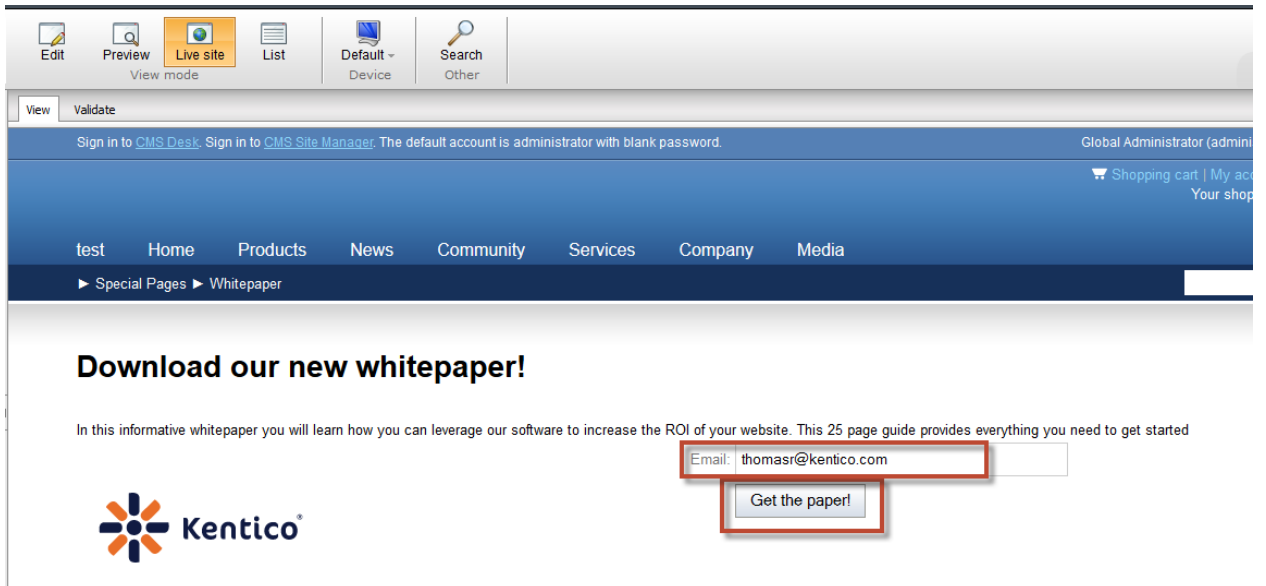 Edit Preview Live site List Default Search
View mode Device Other
View Validate
Sign in to CMS Desk. Sign in to CMS Site Manager. The default account is administrator with blank password. Global Administrator (admini
Shopping cart | My acc
Your shop
test Home Products News Community Services Company Media
► Special Pages ► Whitepaper
Download our new whitepaper!
In this informative whitepaper you will learn how you can leverage our software to increase the ROI of your website. This 25 page guide provides everything you need to get started
Email: thomasr@kentico.com
Get the paper!
Kentico®